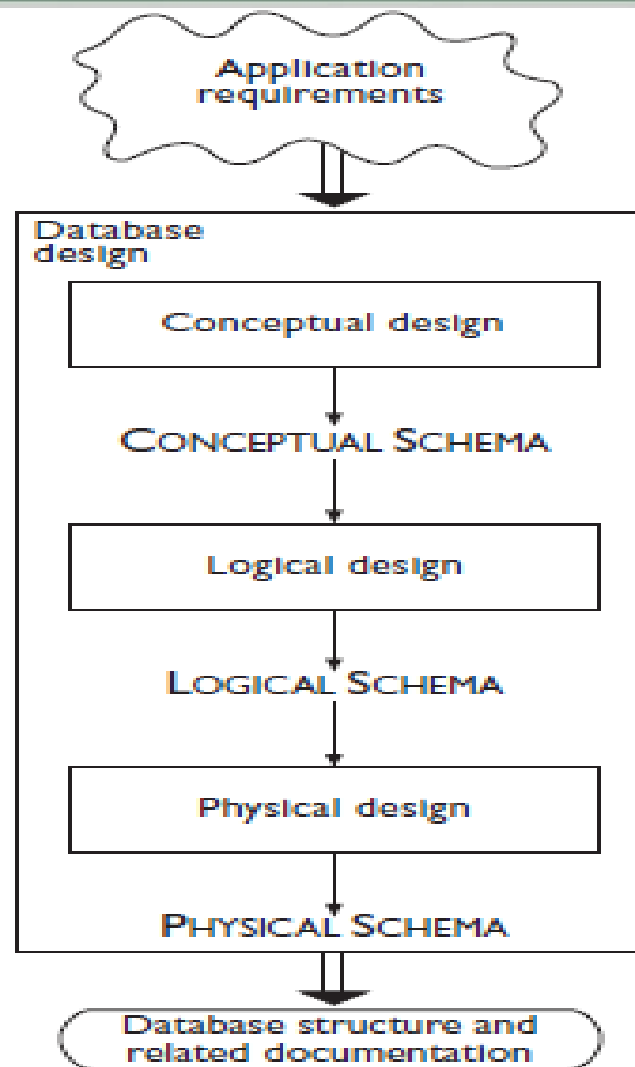 Application
requirements
Database
design
Conceptual design
CONCEPTUAL SCHEMA
Logical design
LOGICAL SCHEMA
Physical design
PHYSICAL SCHEMA
Database structure and
related documentation